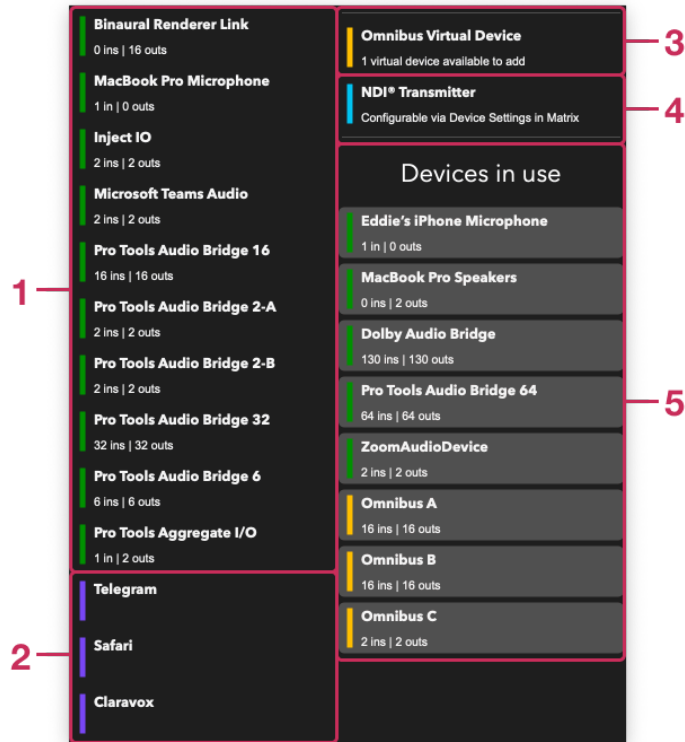 Binaural Renderer Link
0 ins | 16 outs
MacBook Pro Microphone
1 in | 0 outs
Inject IO
2 ins | 2 outs
Microsoft Teams Audio
2 ins | 2 outs
Pro Tools Audio Bridge 16
16 ins | 16 outs
Pro Tools Audio Bridge 2-A
2 ins | 2 outs
Pro Tools Audio Bridge 2-B
2 ins | 2 outs
Pro Tools Audio Bridge 32
32 ins | 32 outs
Pro Tools Audio Bridge 6
6 ins | 6 outs
Pro Tools Aggregate I/O
1 in | 2 outs
1
Telegram
Safari
Claravox
2
Omnibus Virtual Device
1 virtual device available to add
3
NDI® Transmitter
Configurable via Device Settings in Matrix
4
Devices in use
Eddie's iPhone Microphone
1 in | 0 outs
MacBook Pro Speakers
0 ins | 2 outs
Dolby Audio Bridge
130 ins | 130 outs
Pro Tools Audio Bridge 64
64 ins | 64 outs
ZoomAudioDevice
2 ins | 2 outs
Omnibus A
16 ins | 16 outs
Omnibus B
16 ins | 16 outs
Omnibus C
2 ins | 2 outs
5